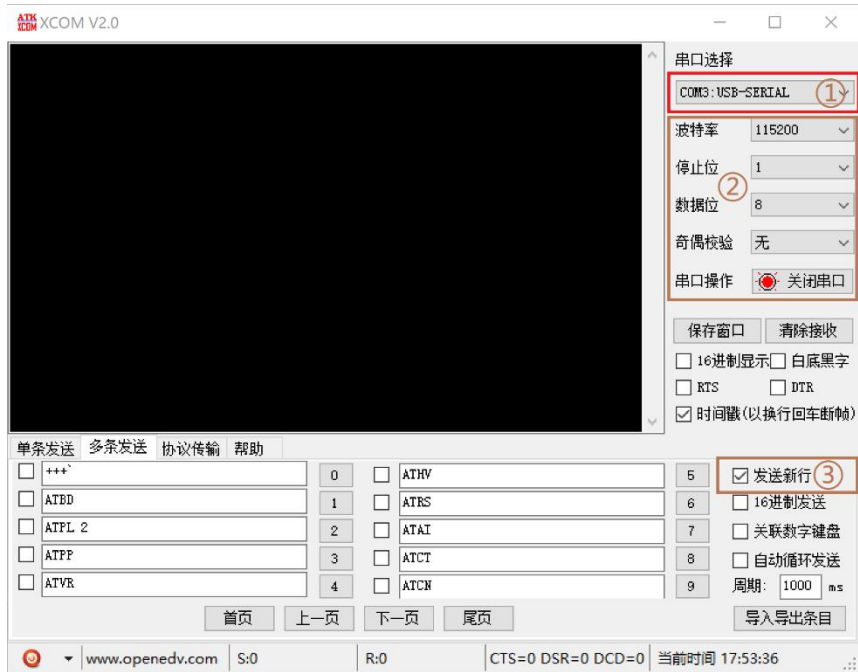 ATK XCOM XCOM V2.0
串口选择
COM3:USB-SERIAL ①
波特率 115200
停止位 1
②
数据位 8
奇偶校验 无
串口操作 关闭串口
保存窗口 清除接收
16进制显示 白底黑字
RTS DTR
时间戳(以换行回车断帧)
单条发送 多条发送 协议传输 帮助
+++` 0 ATHV 5 发送新行 ③
ATBD 1 ATRS 6 16进制发送
ATPL 2 2 ATAI 7 关联数字键盘
ATPP 3 ATCT 8 自动循环发送
ATVR 4 ATCN 9 周期: 1000 ms
首页 上一页 下一页 尾页 导入导出条目
www.openedv.com S:0 R:0 CTS=0 DSR=0 DCD=0 当前时间 17:53:36